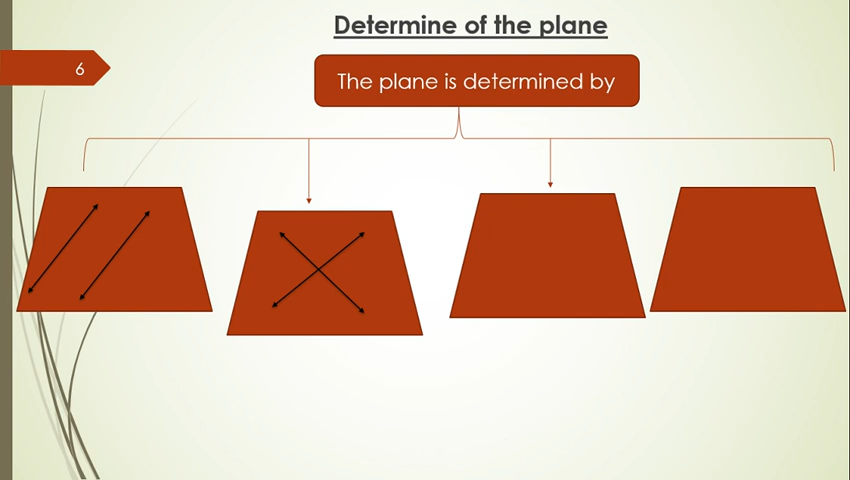 Determine of the plane
6
The plane is determined by